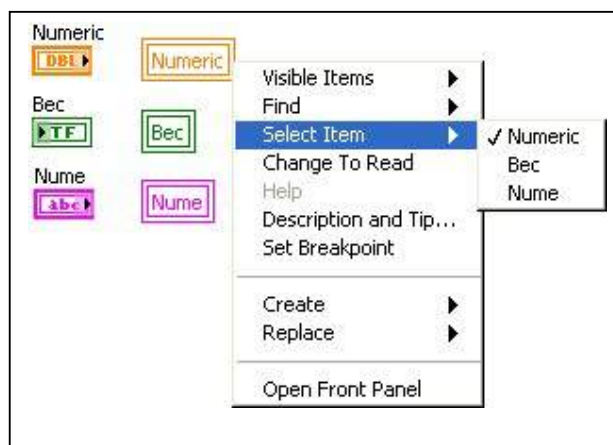 Numeric
DBL
Numeric
Bec
TF
Bec
Nume
abc
Nume
Visible Items
Find
Select Item
Change To Read
Help
Description and Tip...
Set Breakpoint
Create
Replace
Open Front Panel
Numeric
Bec
Nume